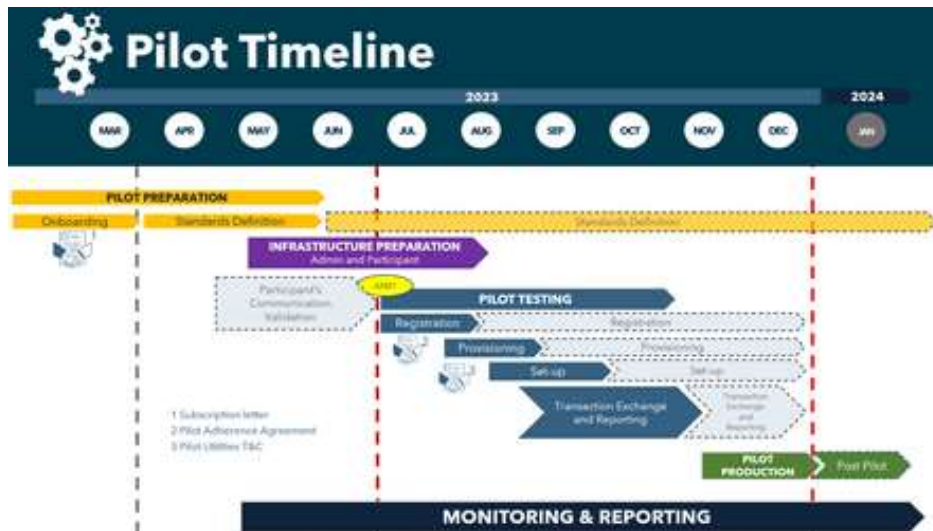 Pilot Timeline
2023
2024
MAR
APR
MAY
JUN
JUL
AUG
SEP
OCT
NOV
DEC
JAN
PILOT PREPARATION
Onboarding
Standards Definition
Standards Definition
INFRASTRUCTURE PREPARATION
Admin and Participant
Participant's
Communication
Validation
PILOT TESTING
Registration
Registration
Provisioning
Provisioning
Set-up
Set-up
Transaction Exchange
and Reporting
Transaction
Exchange
and
Reporting
1 Subscription letter
2 Pilot Adherence Agreement
3 Pilot Utilities T&C
PILOT
PRODUCTION
Post Pilot
MONITORING & REPORTING